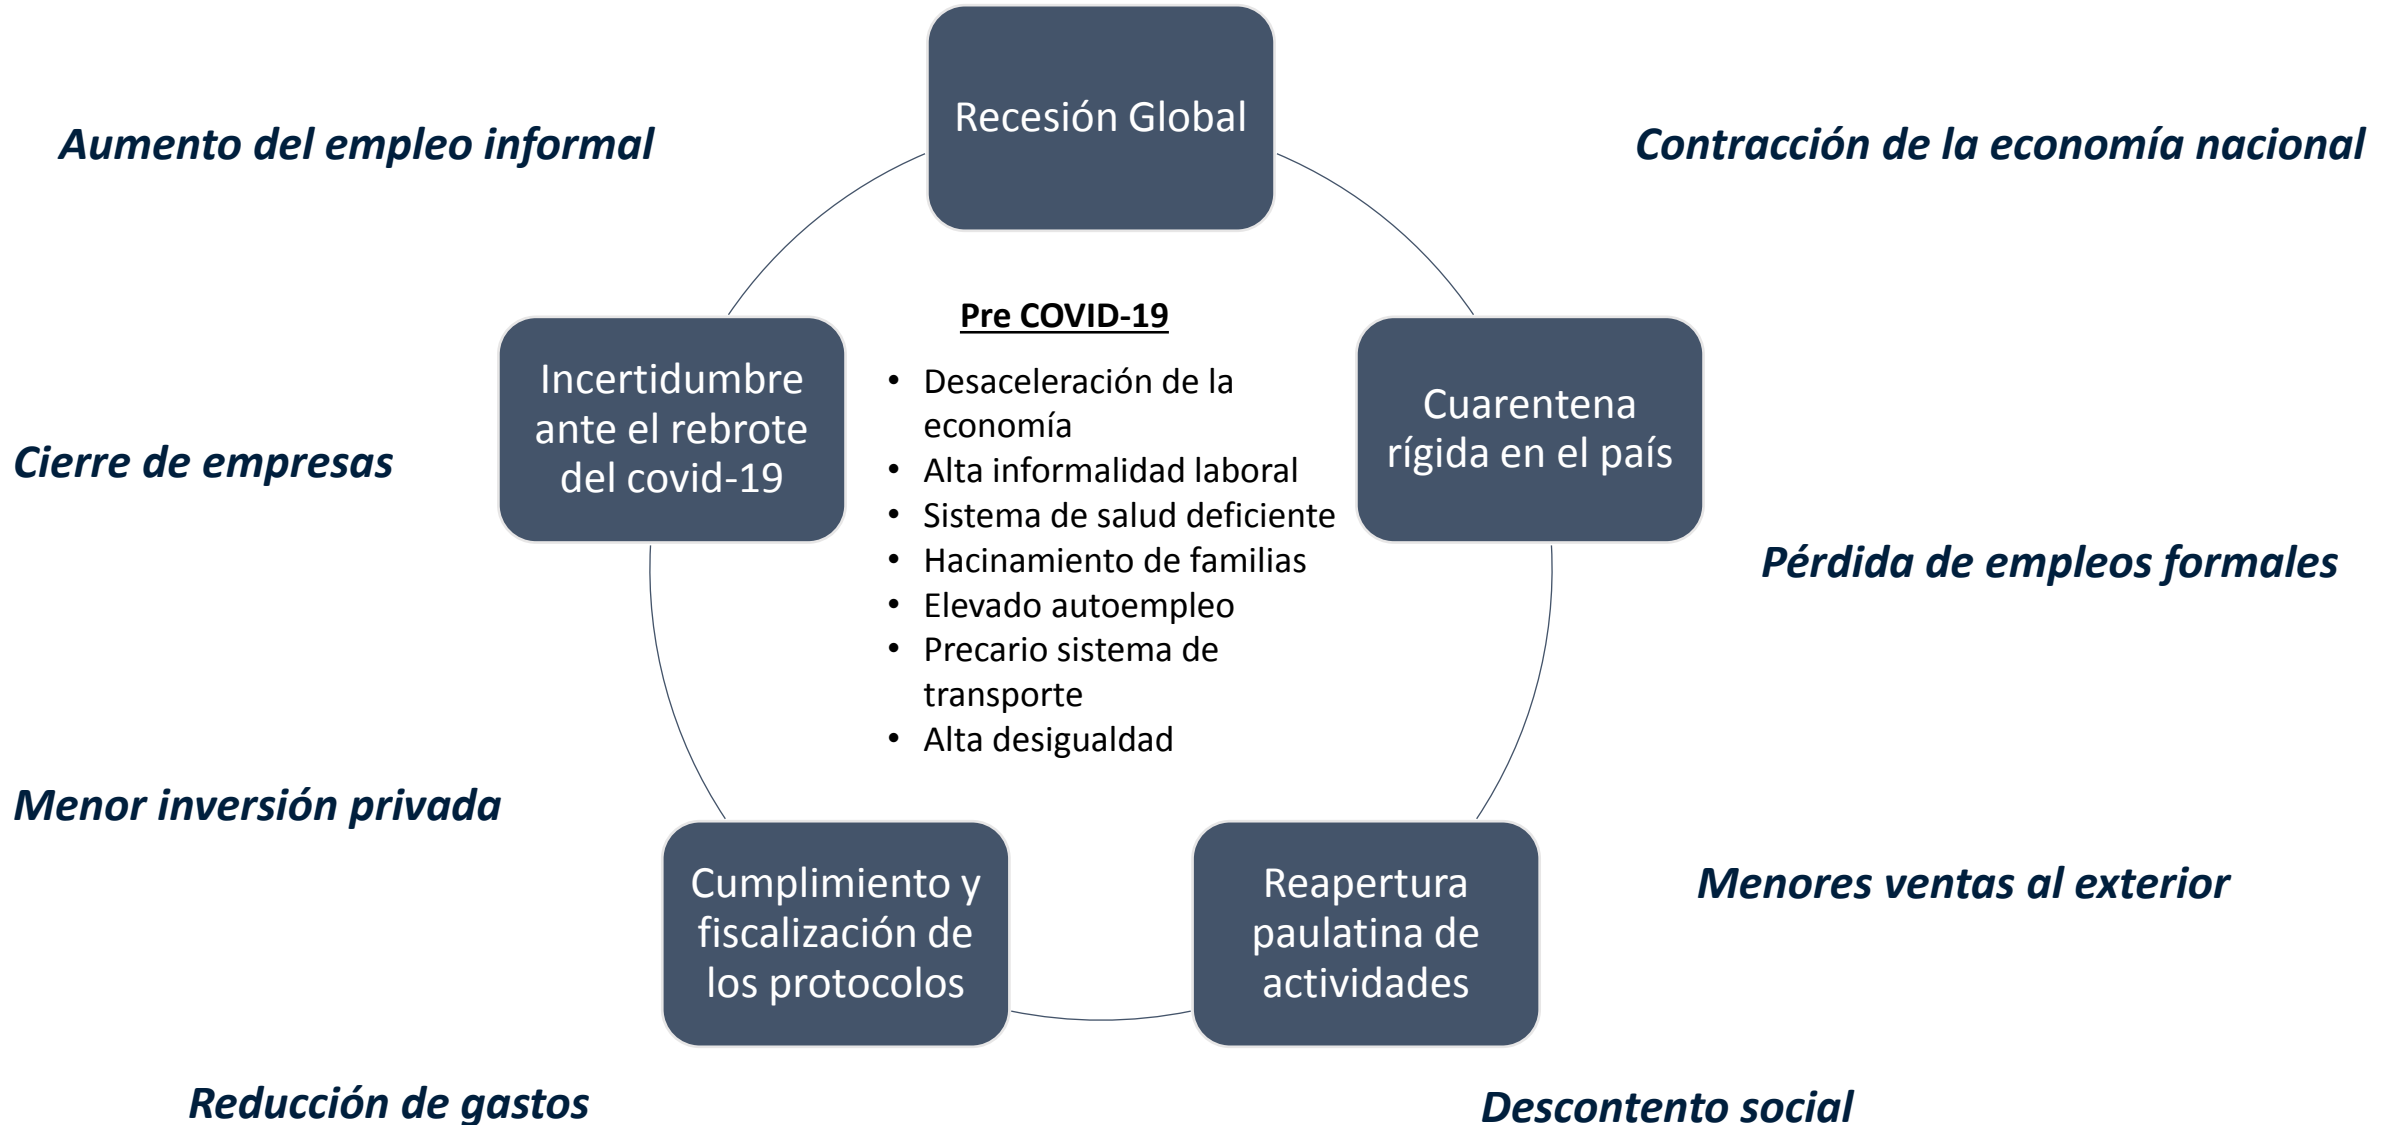 Recesión Global
Aumento del empleo informal
Contracción de la economía nacional
Pre COVID-19
Incertidumbre
ante el rebrote
del covid-19
• Desaceleración de la
economía
• Alta informalidad laboral
• Sistema de salud deficiente
• Hacinamiento de familias
• Elevado autoempleo
• Precario sistema de
transporte
• Alta desigualdad
Cuarentena
rígida en el país
Cierre de empresas
Pérdida de empleos formales
Menor inversión privada
Cumplimiento y
fiscalización de
los protocolos
Reapertura
paulatina de
actividades
Menores ventas al exterior
Reducción de gastos
Descontento social